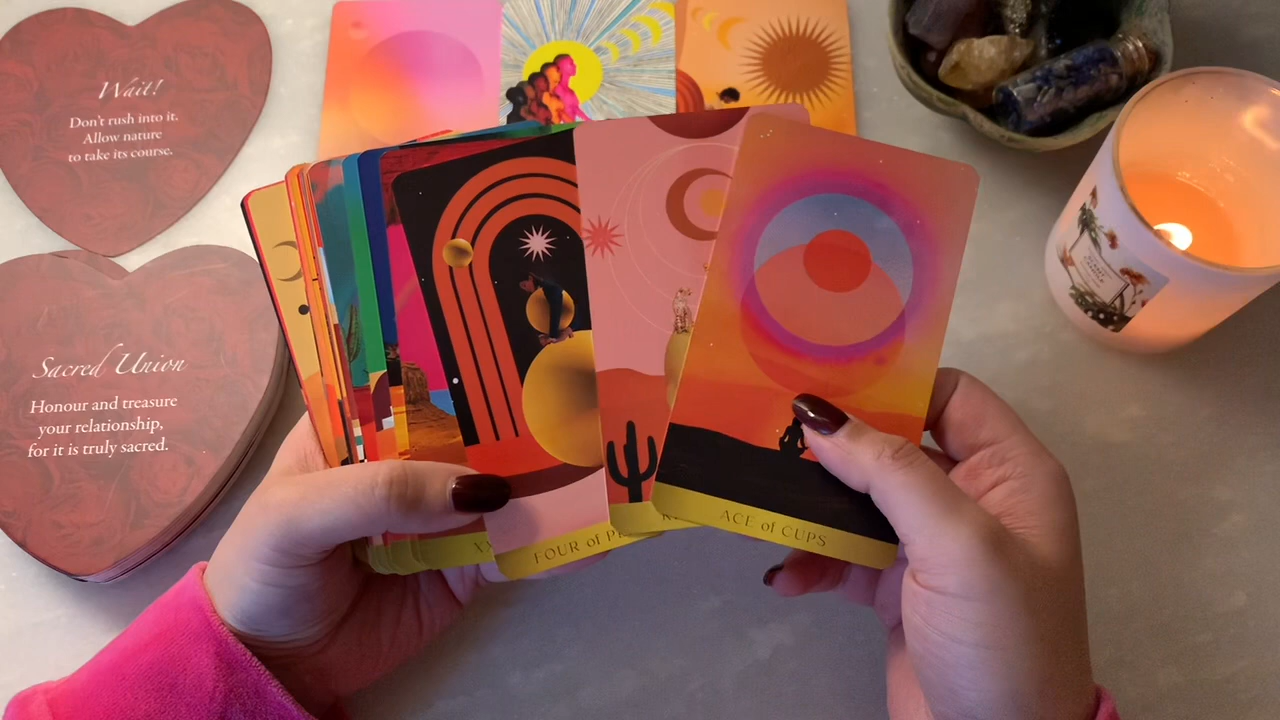 Wait!
Don't rush into it.
Allow nature
to take its course.
Sacred Union
Honour and treasure
your relationship,
for it is truly sacred.
XX
FOUR of P
K
ACE of CUPS